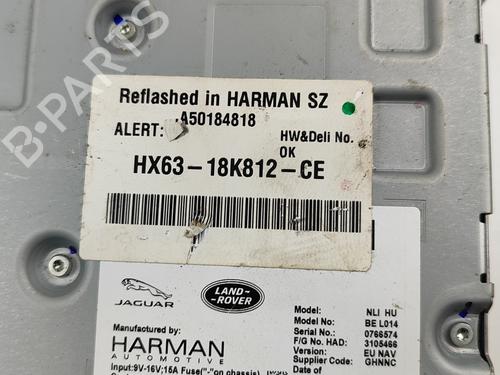 B-PARTS
Reflashed in HARMAN SZ
A50184818
ALERT:
HW&Deli No.
OK
HX63-18K812-CE
JAGUAR
LAND-
ROVER
Manufactured by:
HARMAN
AUTOMOTIVE
Input:9V-16V;15A Fuse("-"on chassis)
Model: NLI HU
Model: BE L014
Serial No.: 0766574
F/G No. HAD: 3105466
Version: EU NAV
Supplier Code: GHNNC